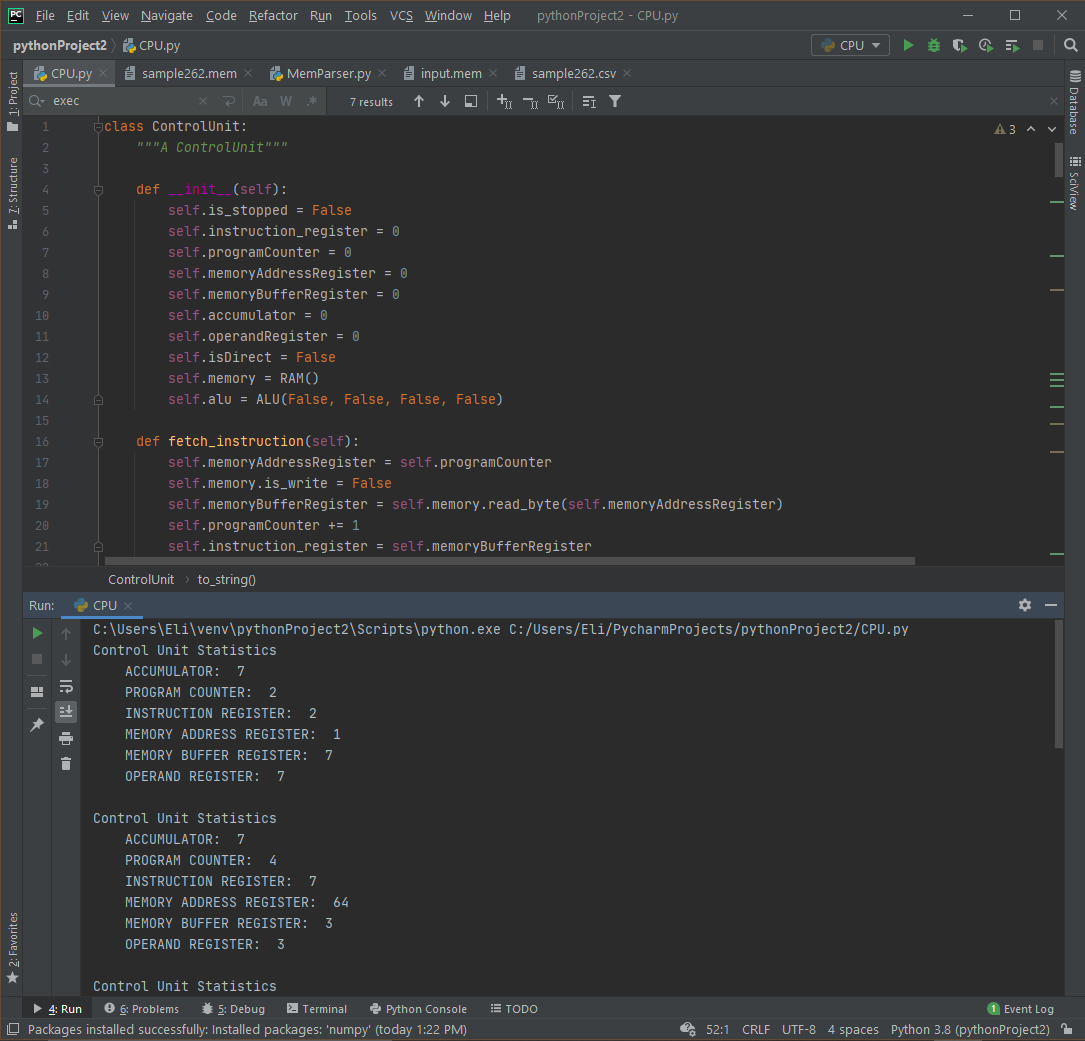 PC File Edit View Navigate Code Refactor Run Tools VCS Window Help pythonProject2 - CPU.py
pythonProject2 CPU.py CPU
CPU.py sample262.mem MemParser.py input.mem sample262.csv
exec Aa W .* 7 results
1: Project
7: Structure
2: Favorites
Database
SciView
3
1 class ControlUnit:
2 """A ControlUnit"""
3
4 def __init__(self):
5 self.is_stopped = False
6 self.instruction_register = 0
7 self.programCounter = 0
8 self.memoryAddressRegister = 0
9 self.memoryBufferRegister = 0
10 self.accumulator = 0
11 self.operandRegister = 0
12 self.isDirect = False
13 self.memory = RAM()
14 self.alu = ALU(False, False, False, False)
15
16 def fetch_instruction(self):
17 self.memoryAddressRegister = self.programCounter
18 self.memory.is_write = False
19 self.memoryBufferRegister = self.memory.read_byte(self.memoryAddressRegister)
20 self.programCounter += 1
21 self.instruction_register = self.memoryBufferRegister
ControlUnit › to_string()
Run: CPU
C:\Users\Eli\venv\pythonProject2\Scripts\python.exe C:/Users/Eli/PycharmProjects/pythonProject2/CPU.py
Control Unit Statistics
ACCUMULATOR: 7
PROGRAM COUNTER: 2
INSTRUCTION REGISTER: 2
MEMORY ADDRESS REGISTER: 1
MEMORY BUFFER REGISTER: 7
OPERAND REGISTER: 7
Control Unit Statistics
ACCUMULATOR: 7
PROGRAM COUNTER: 4
INSTRUCTION REGISTER: 7
MEMORY ADDRESS REGISTER: 64
MEMORY BUFFER REGISTER: 3
OPERAND REGISTER: 3
Control Unit Statistics
4: Run 6: Problems 5: Debug Terminal Python Console TODO 1 Event Log
Packages installed successfully: Installed packages: 'numpy' (today 1:22 PM) 52:1 CRLF UTF-8 4 spaces Python 3.8 (pythonProject2)